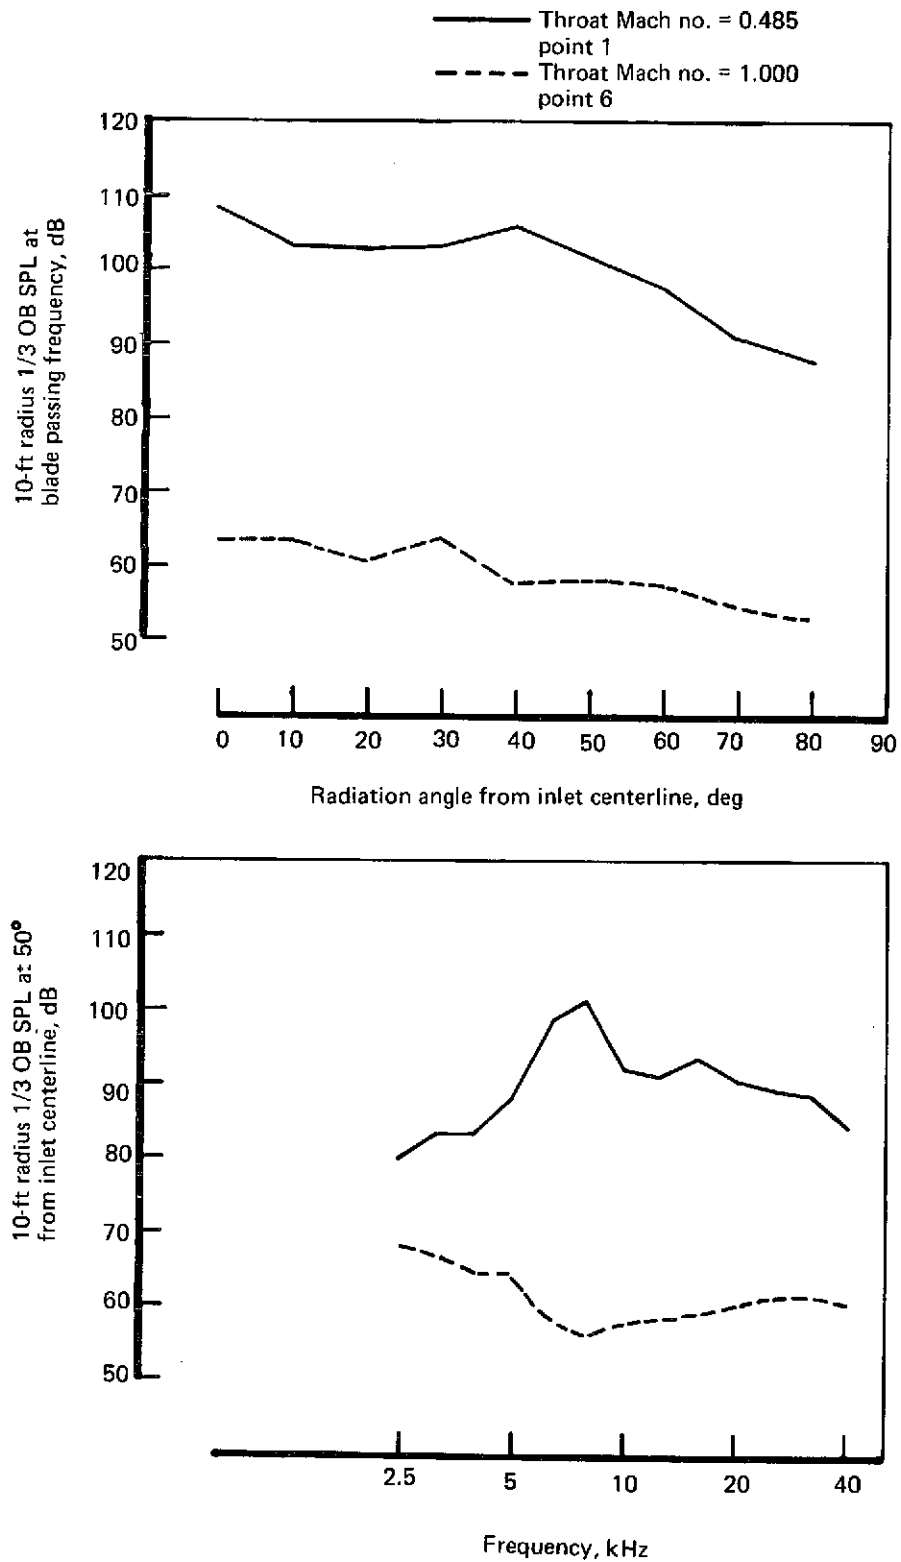 Throat Mach no. = 0.485
point 1
Throat Mach no. = 1.000
point 6
10-ft radius 1/3 OB SPL at
blade passing frequency, dB
120
110
100
90
80
70
60
50
0 10 20 30 40 50 60 70 80 90
Radiation angle from inlet centerline, deg
10-ft radius 1/3 OB SPL at 50°
from inlet centerline, dB
120
110
100
90
80
70
60
50
2.5 5 10 20 40
Frequency, kHz